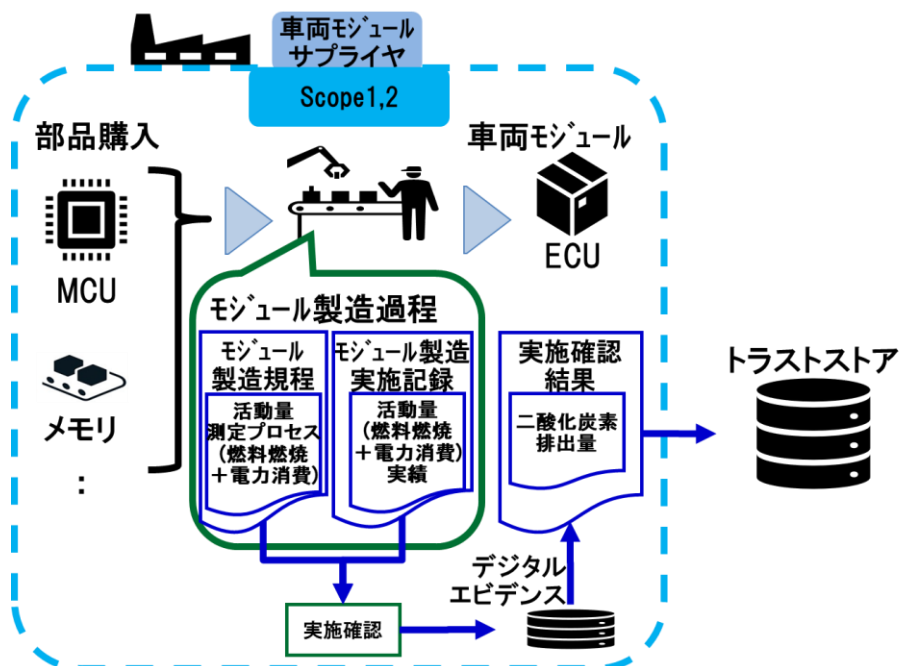 車両ﾓｼﾞｭｰﾙ
サプライヤ
Scope1,2
部品購入
車両ﾓｼﾞｭｰﾙ
MCU
ECU
メモリ
:
ﾓｼﾞｭｰﾙ製造過程
ﾓｼﾞｭｰﾙ
製造規程
活動量
測定プロセス
(燃料燃焼
＋電力消費)
ﾓｼﾞｭｰﾙ製造
実施記録
活動量
(燃料燃焼
＋電力消費)
実績
実施確認
結果
二酸化炭素
排出量
トラストストア
デジタル
エビデンス
実施確認